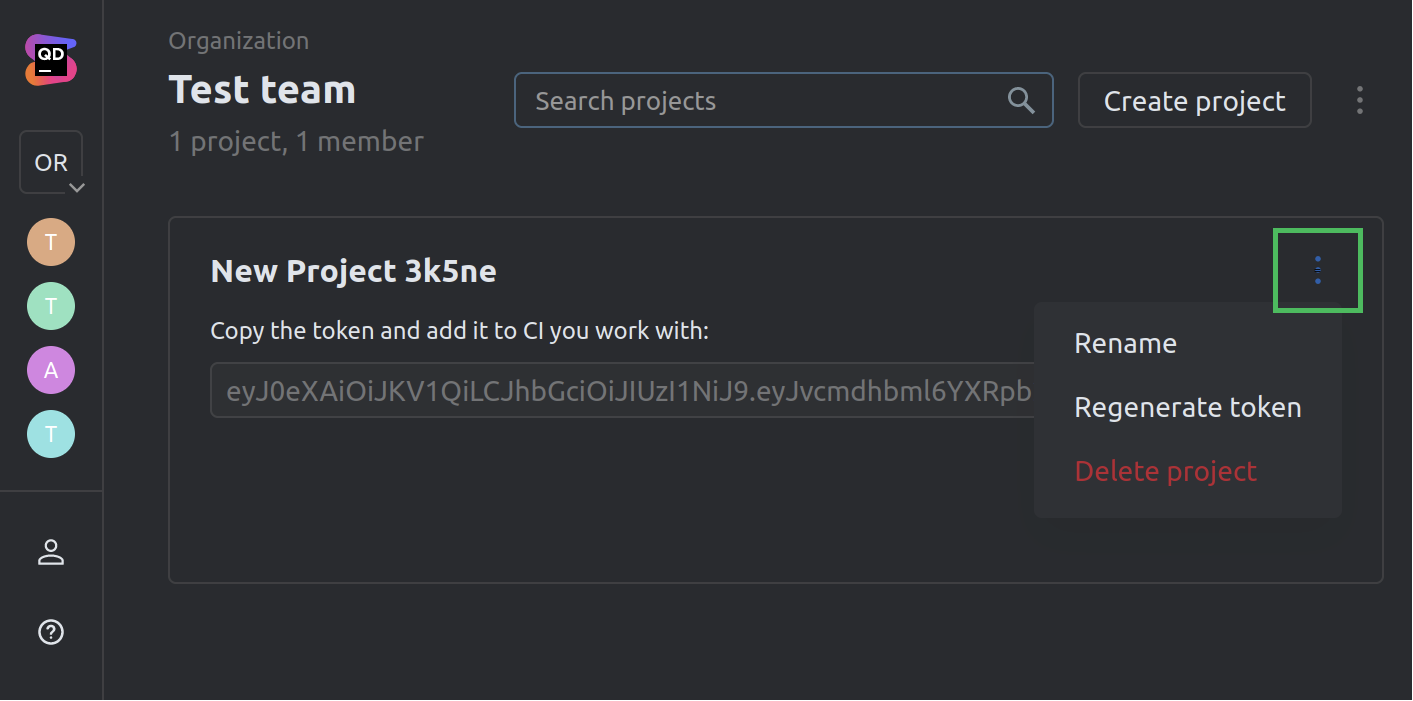 QD
OR
T
T
A
T
Organization
Test team
1 project, 1 member
Search projects
Create project
New Project 3k5ne
Copy the token and add it to CI you work with:
eyJ0eXAiOiJKV1QiLCJhbGciOiJIUzI1NiJ9.eyJvcmdhbml6YXRpb
Rename
Regenerate token
Delete project